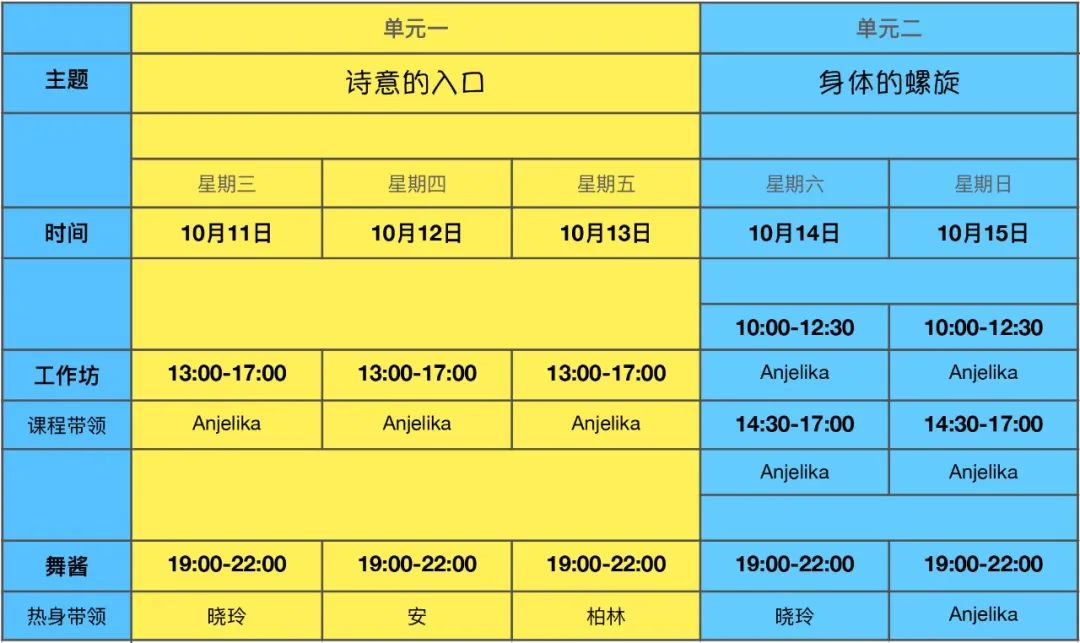 单元一 单元二
主题 诗意的入口 身体的螺旋
星期三 星期四 星期五 星期六 星期日
时间 10月11日 10月12日 10月13日 10月14日 10月15日
10:00-12:30 10:00-12:30
工作坊 13:00-17:00 13:00-17:00 13:00-17:00 Anjelika Anjelika
课程带领 Anjelika Anjelika Anjelika 14:30-17:00 14:30-17:00
Anjelika Anjelika
舞酱 19:00-22:00 19:00-22:00 19:00-22:00 19:00-22:00 19:00-22:00
热身带领 晓玲 安 柏林 晓玲 Anjelika